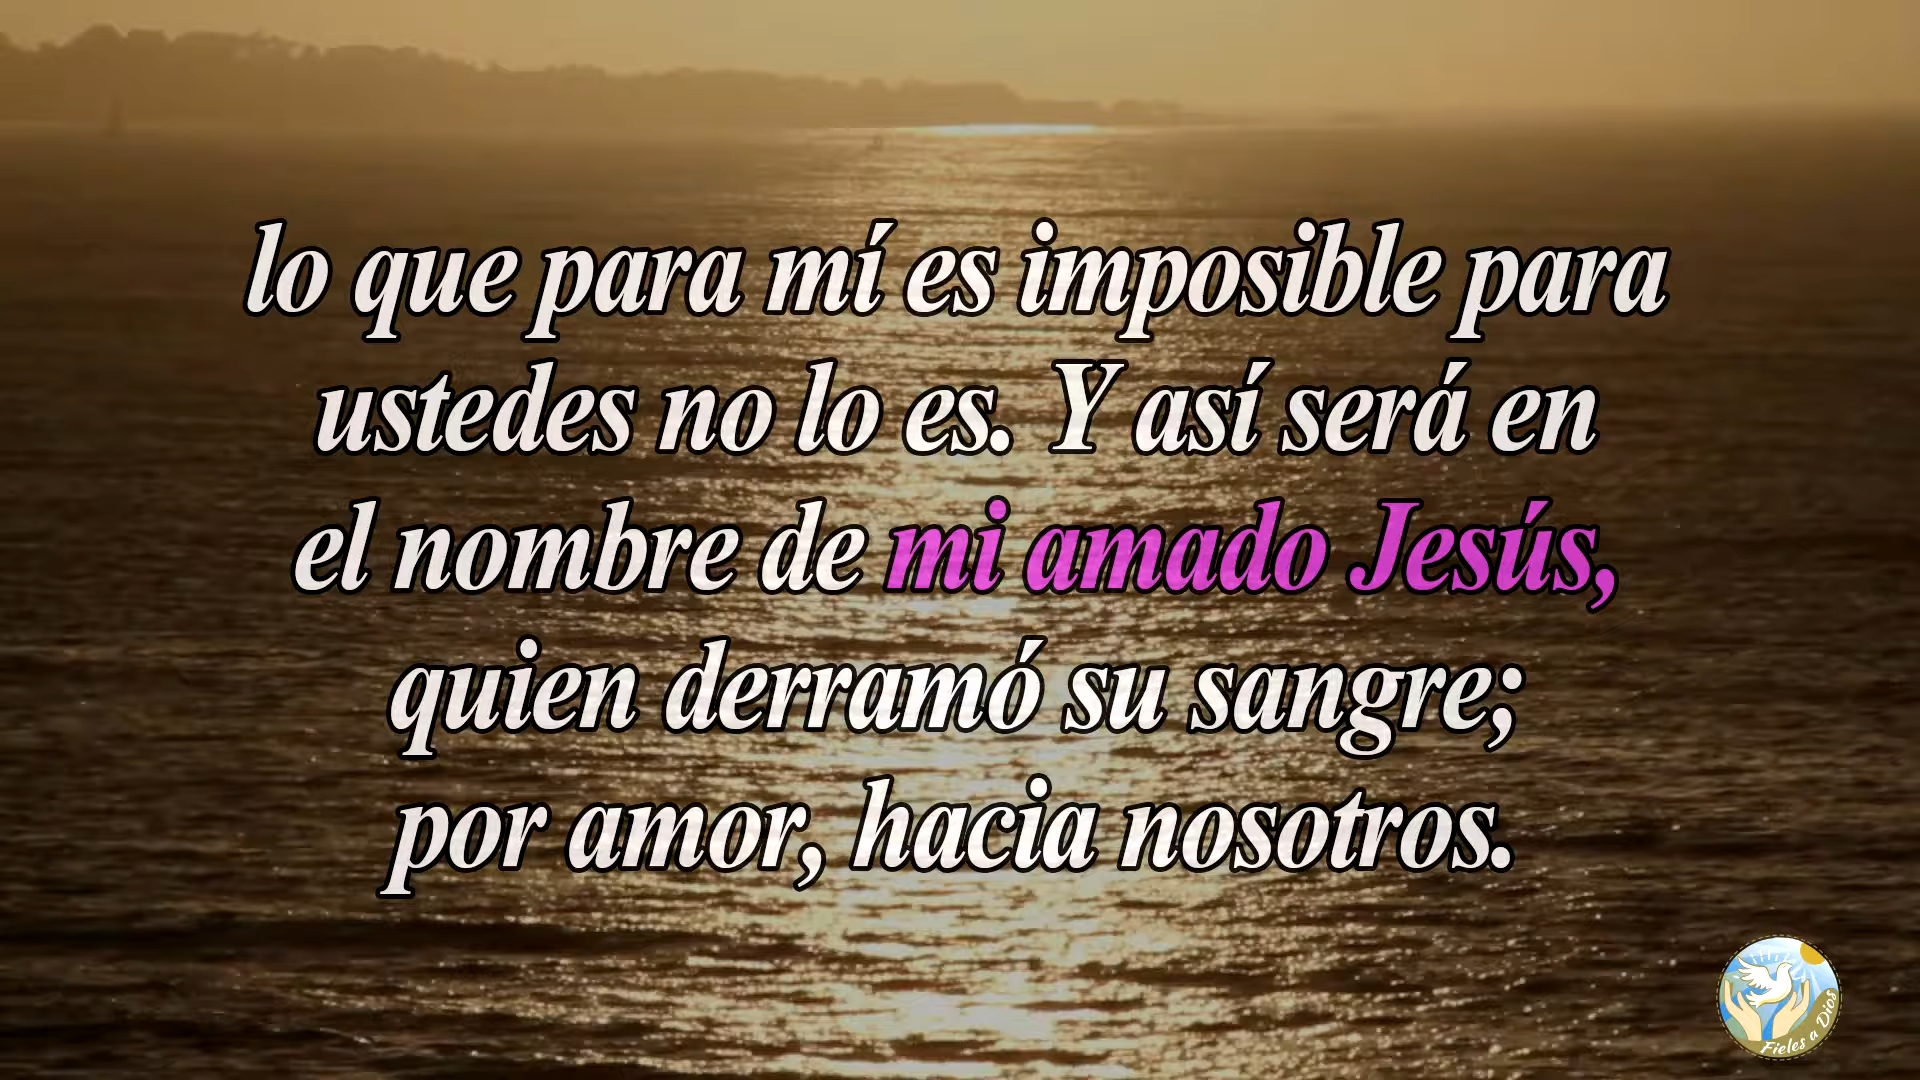 lo que para mí es imposible para
ustedes no lo es. Y así será en
el nombre de mi amado Jesús,
quien derramó su sangre;
por amor, hacia nosotros.
Fieles a Dios